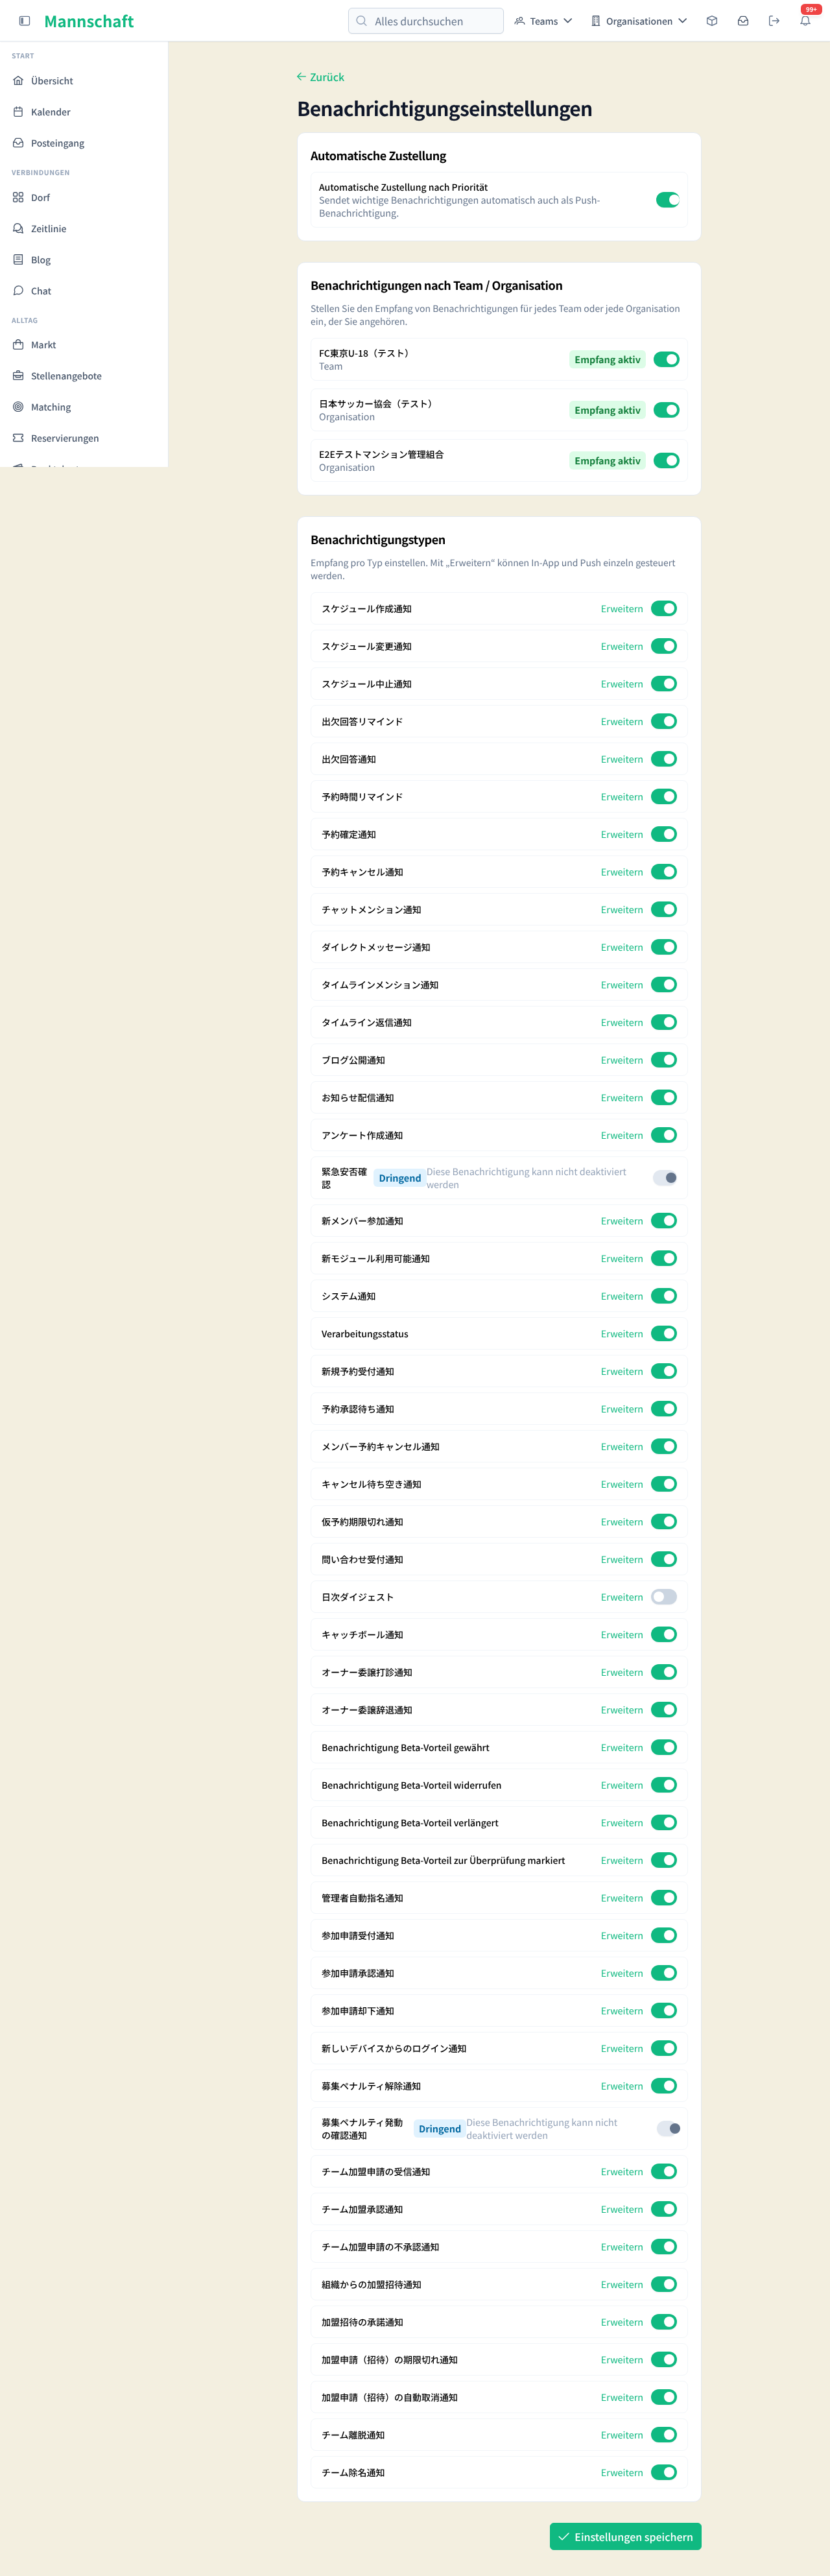 Mannschaft
Alles durchsuchen
Teams
Organisationen
99+
START
Übersicht
Kalender
Posteingang
VERBINDUNGEN
Dorf
Zeitlinie
Blog
Chat
ALLTAG
Markt
Stellenangebote
Matching
Reservierungen
Zurück
Benachrichtigungseinstellungen
Automatische Zustellung
Automatische Zustellung nach Priorität
Sendet wichtige Benachrichtigungen automatisch auch als Push-
Benachrichtigung.
Benachrichtigungen nach Team / Organisation
Stellen Sie den Empfang von Benachrichtigungen für jedes Team oder jede Organisation
ein, der Sie angehören.
FC東京U-18（テスト）
Team
Empfang aktiv
日本サッカー協会（テスト）
Organisation
Empfang aktiv
E2Eテストマンション管理組合
Organisation
Empfang aktiv
Benachrichtigungstypen
Empfang pro Typ einstellen. Mit „Erweitern“ können In-App und Push einzeln gesteuert
werden.
スケジュール作成通知 Erweitern
スケジュール変更通知 Erweitern
スケジュール中止通知 Erweitern
出欠回答リマインド Erweitern
出欠回答通知 Erweitern
予約時間リマインド Erweitern
予約確定通知 Erweitern
予約キャンセル通知 Erweitern
チャットメンション通知 Erweitern
ダイレクトメッセージ通知 Erweitern
タイムラインメンション通知 Erweitern
タイムライン返信通知 Erweitern
ブログ公開通知 Erweitern
お知らせ配信通知 Erweitern
アンケート作成通知 Erweitern
緊急安否確
認
Dringend
Diese Benachrichtigung kann nicht deaktiviert
werden
新メンバー参加通知 Erweitern
新モジュール利用可能通知 Erweitern
システム通知 Erweitern
Verarbeitungsstatus Erweitern
新規予約受付通知 Erweitern
予約承認待ち通知 Erweitern
メンバー予約キャンセル通知 Erweitern
キャンセル待ち空き通知 Erweitern
仮予約期限切れ通知 Erweitern
問い合わせ受付通知 Erweitern
日次ダイジェスト Erweitern
キャッチボール通知 Erweitern
オーナー委譲打診通知 Erweitern
オーナー委譲辞退通知 Erweitern
Benachrichtigung Beta-Vorteil gewährt Erweitern
Benachrichtigung Beta-Vorteil widerrufen Erweitern
Benachrichtigung Beta-Vorteil verlängert Erweitern
Benachrichtigung Beta-Vorteil zur Überprüfung markiert Erweitern
管理者自動指名通知 Erweitern
参加申請受付通知 Erweitern
参加申請承認通知 Erweitern
参加申請却下通知 Erweitern
新しいデバイスからのログイン通知 Erweitern
募集ペナルティ解除通知 Erweitern
募集ペナルティ発動
の確認通知
Dringend
Diese Benachrichtigung kann nicht
deaktiviert werden
チーム加盟申請の受信通知 Erweitern
チーム加盟承認通知 Erweitern
チーム加盟申請の不承認通知 Erweitern
組織からの加盟招待通知 Erweitern
加盟招待の承諾通知 Erweitern
加盟申請（招待）の期限切れ通知 Erweitern
加盟申請（招待）の自動取消通知 Erweitern
チーム離脱通知 Erweitern
チーム除名通知 Erweitern
Einstellungen speichern